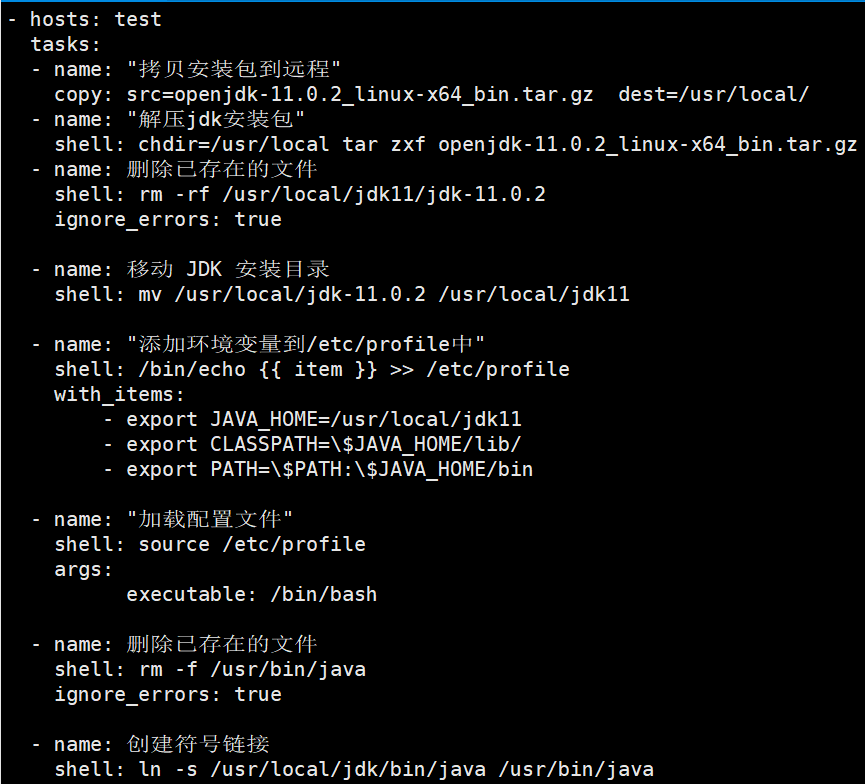 - hosts: test
  tasks:
  - name: "拷贝安装包到远程"
    copy: src=openjdk-11.0.2_linux-x64_bin.tar.gz  dest=/usr/local/
  - name: "解压jdk安装包"
    shell: chdir=/usr/local tar zxf openjdk-11.0.2_linux-x64_bin.tar.gz
  - name: 删除已存在的文件
    shell: rm -rf /usr/local/jdk11/jdk-11.0.2
    ignore_errors: true

  - name: 移动 JDK 安装目录
    shell: mv /usr/local/jdk-11.0.2 /usr/local/jdk11

  - name: "添加环境变量到/etc/profile中"
    shell: /bin/echo {{ item }} >> /etc/profile
    with_items:
        - export JAVA_HOME=/usr/local/jdk11
        - export CLASSPATH=\$JAVA_HOME/lib/
        - export PATH=\$PATH:\$JAVA_HOME/bin

  - name: "加载配置文件"
    shell: source /etc/profile
    args:
          executable: /bin/bash

  - name: 删除已存在的文件
    shell: rm -f /usr/bin/java
    ignore_errors: true

  - name: 创建符号链接
    shell: ln -s /usr/local/jdk/bin/java /usr/bin/java